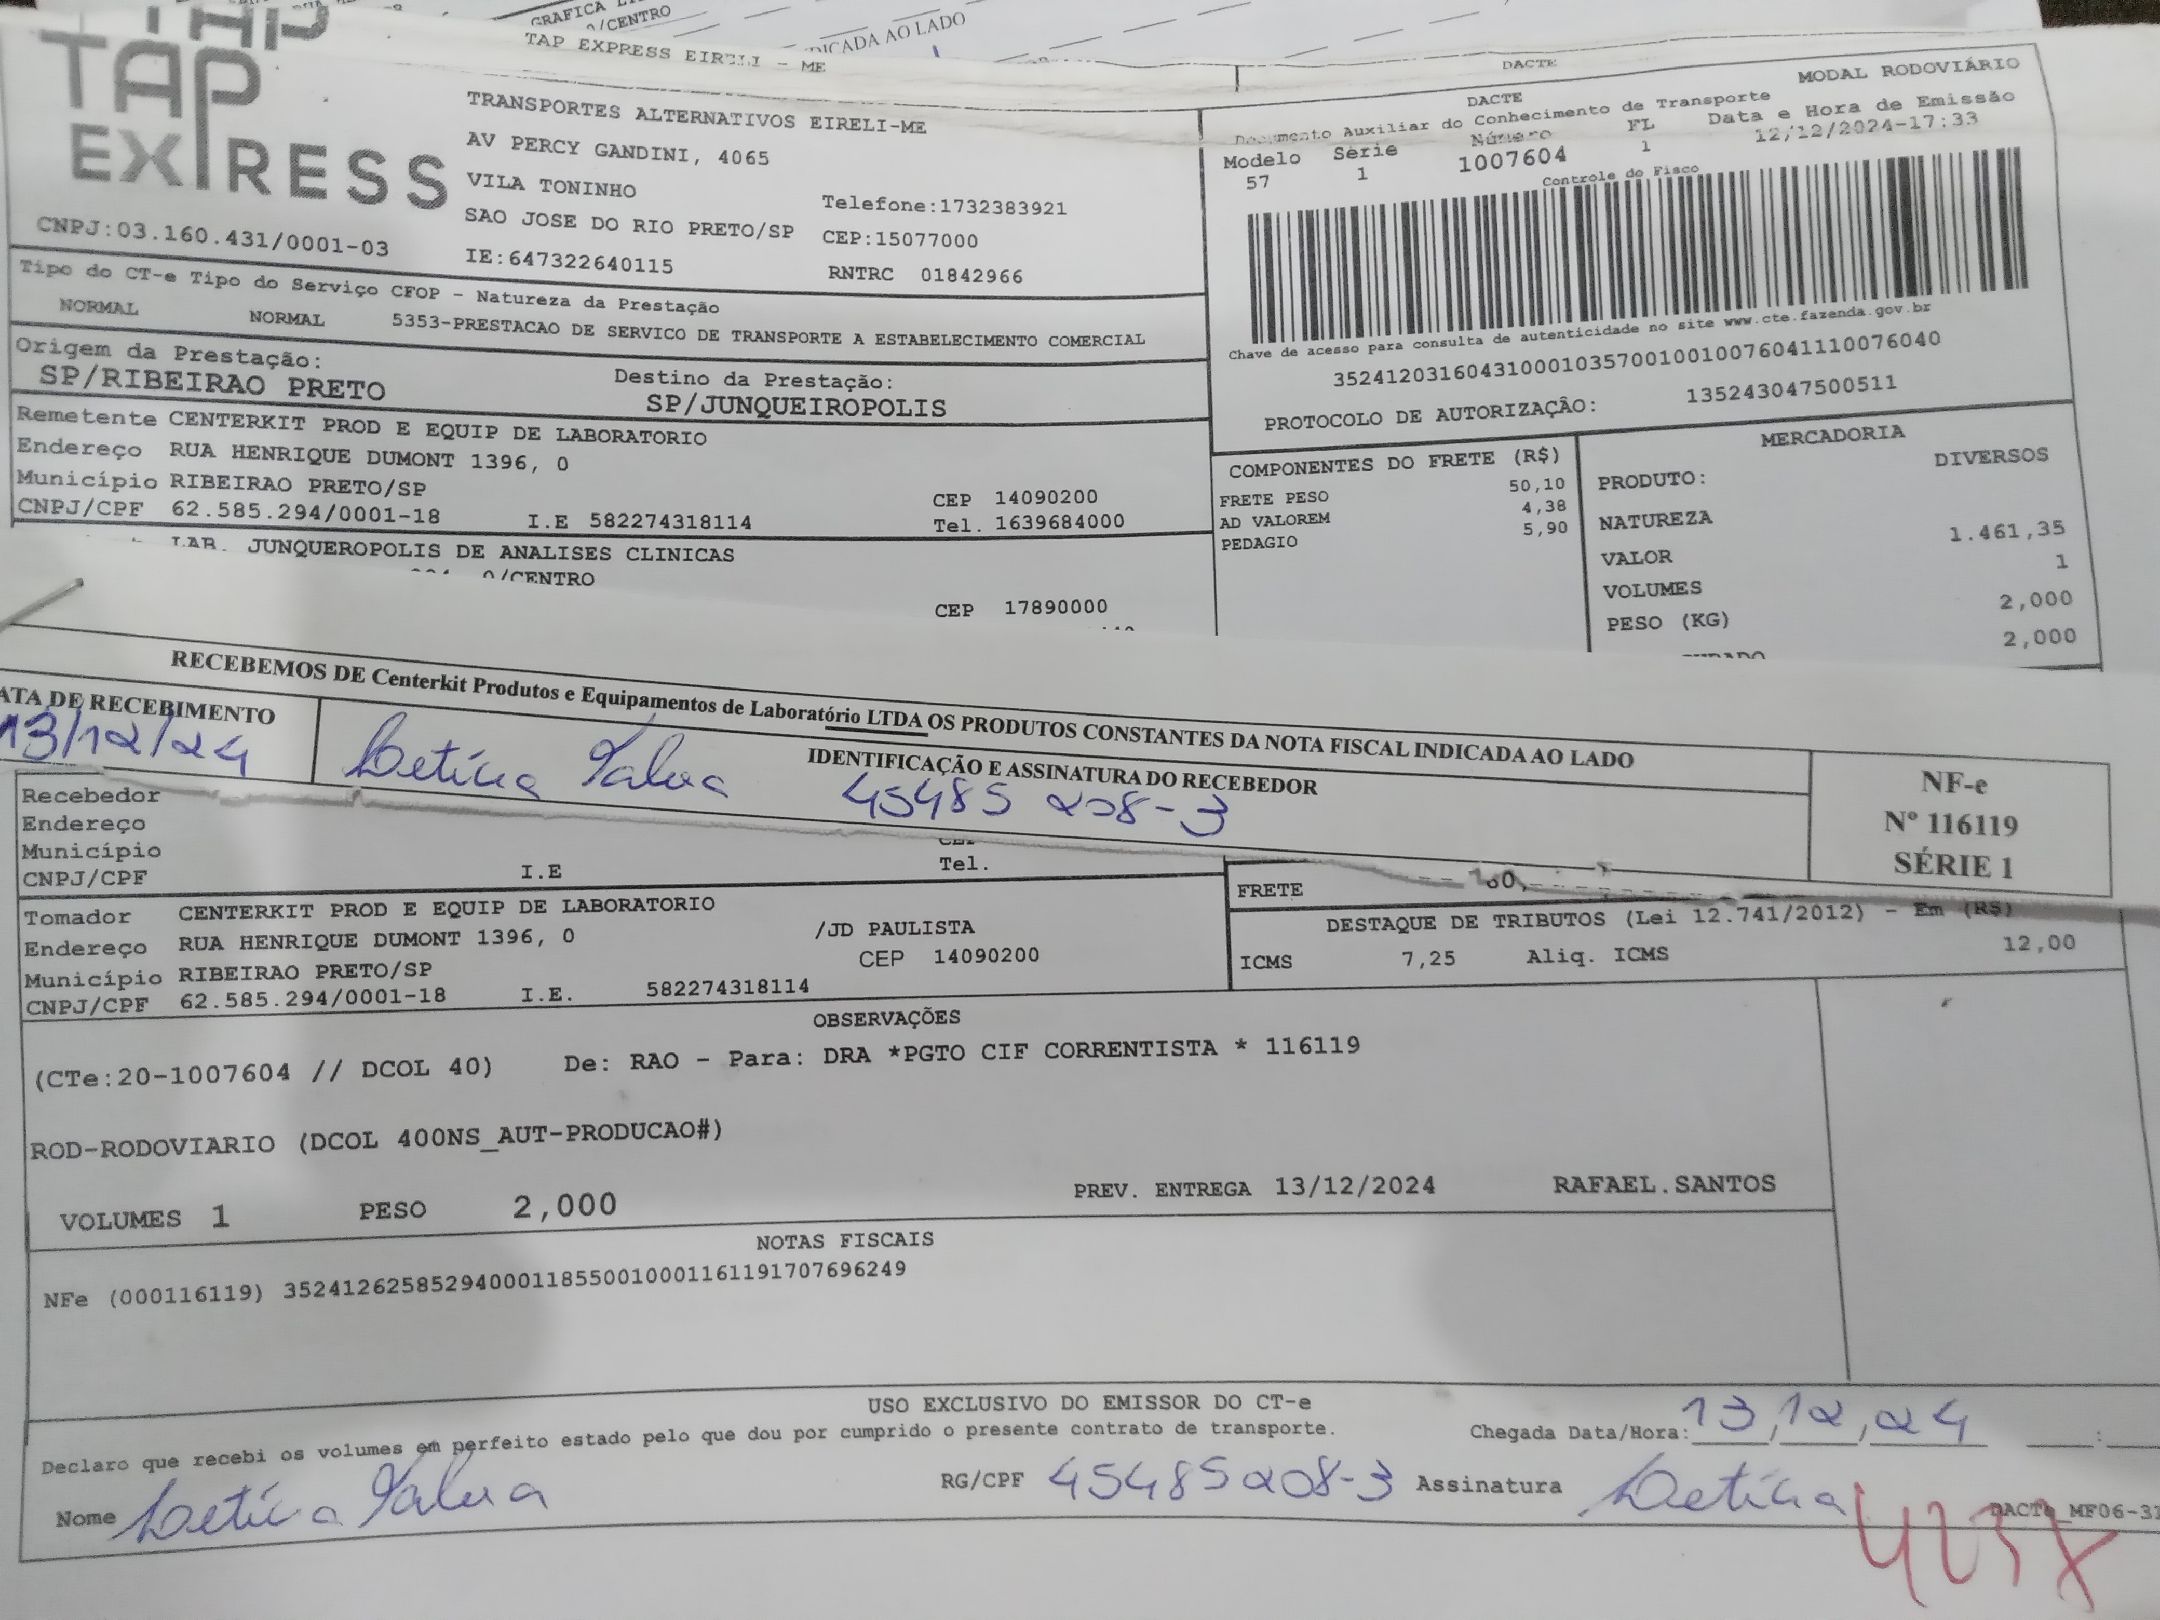 GRAFICA
O/CENTRO
DICADA AO LADO
TAP EXPRESS EIRELI - ME
DACTE
TAP
TAP
EXPRESS
CNPJ:03.160.431/0001-03
TRANSPORTES ALTERNATIVOS EIRELI-ME
AV PERCY GANDINI, 4065
VILA TONINHO
SAO JOSE DO RIO PRETO/SP
IE:647322640115
Telefone:1732383921
CEP:15077000
RNTRC 01842966
DACTE
MODAL RODOVIÁRIO
Documento Auxiliar do Conhecimento de Transporte
Modelo Serie Número FL Data e Hora de Emissão
57 1 1007604 1 12/12/2024-17:33
Controle do Fisco
Chave de acesso para consulta de autenticidade no site www.cte.fazenda.gov.br
35241203160431000103570010010076041110076040
PROTOCOLO DE AUTORIZAÇÃO: 135243047500511
Tipo do CT-e Tipo do Serviço CFOP - Natureza da Prestação
NORMAL NORMAL 5353-PRESTACAO DE SERVICO DE TRANSPORTE A ESTABELECIMENTO COMERCIAL
Origem da Prestação:
SP/RIBEIRAO PRETO
Destino da Prestação:
SP/JUNQUEIROPOLIS
Remetente CENTERKIT PROD E EQUIP DE LABORATORIO
Endereço RUA HENRIQUE DUMONT 1396, 0
Município RIBEIRAO PRETO/SP CEP 14090200
CNPJ/CPF 62.585.294/0001-18 I.E 582274318114 Tel. 1639684000
LAB. JUNQUEROPOLIS DE ANALISES CLINICAS
0/CENTRO
CEP 17890000
COMPONENTES DO FRETE (R$)
FRETE PESO 50,10
AD VALOREM 4,38
PEDAGIO 5,90
MERCADORIA
PRODUTO: DIVERSOS
NATUREZA
VALOR 1.461,35
VOLUMES 1
PESO (KG) 2,000
2,000
RECEBEMOS DE Centerkit Produtos e Equipamentos de Laboratório LTDA OS PRODUTOS CONSTANTES DA NOTA FISCAL INDICADA AO LADO
ATA DE RECEBIMENTO
13/12/24
IDENTIFICAÇÃO E ASSINATURA DO RECEBEDOR
Letícia 45485208-3
NF-e
Nº 116119
SÉRIE 1
Recebedor
Endereço
Município
CNPJ/CPF I.E Tel.
FRETE
Tomador CENTERKIT PROD E EQUIP DE LABORATORIO
Endereço RUA HENRIQUE DUMONT 1396, 0 /JD PAULISTA
Município RIBEIRAO PRETO/SP CEP 14090200
CNPJ/CPF 62.585.294/0001-18 I.E. 582274318114
DESTAQUE DE TRIBUTOS (Lei 12.741/2012) - Em (R$)
ICMS 7,25 Aliq. ICMS 12,00
OBSERVAÇÕES
(CTe:20-1007604 // DCOL 40) De: RAO - Para: DRA *PGTO CIF CORRENTISTA * 116119
ROD-RODOVIARIO (DCOL 400NS_AUT-PRODUCAO#)
VOLUMES 1 PESO 2,000 PREV. ENTREGA 13/12/2024 RAFAEL.SANTOS
NOTAS FISCAIS
NFe (000116119) 35241262585294000118550010001161191707696249
USO EXCLUSIVO DO EMISSOR DO CT-e
Declaro que recebi os volumes em perfeito estado pelo que dou por cumprido o presente contrato de transporte.
Chegada Data/Hora: 13/12/24 :
Nome Letícia RG/CPF 45485208-3 Assinatura Letícia
DACTe_MF06-31